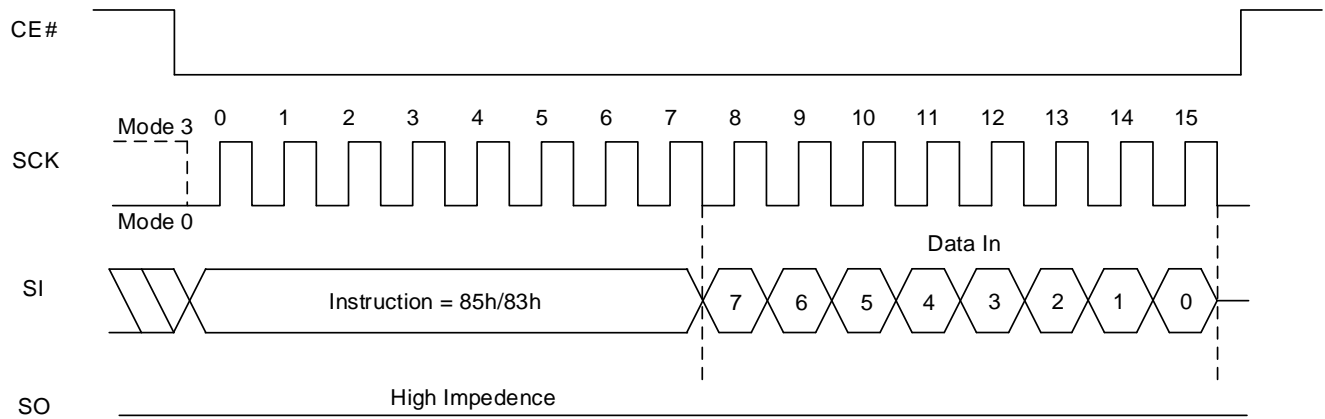 CE#
Mode 3 0 1 2 3 4 5 6 7 8 9 10 11 12 13 14 15
SCK
Mode 0
Data In
SI Instruction = 85h/83h 7 6 5 4 3 2 1 0
High Impedence
SO